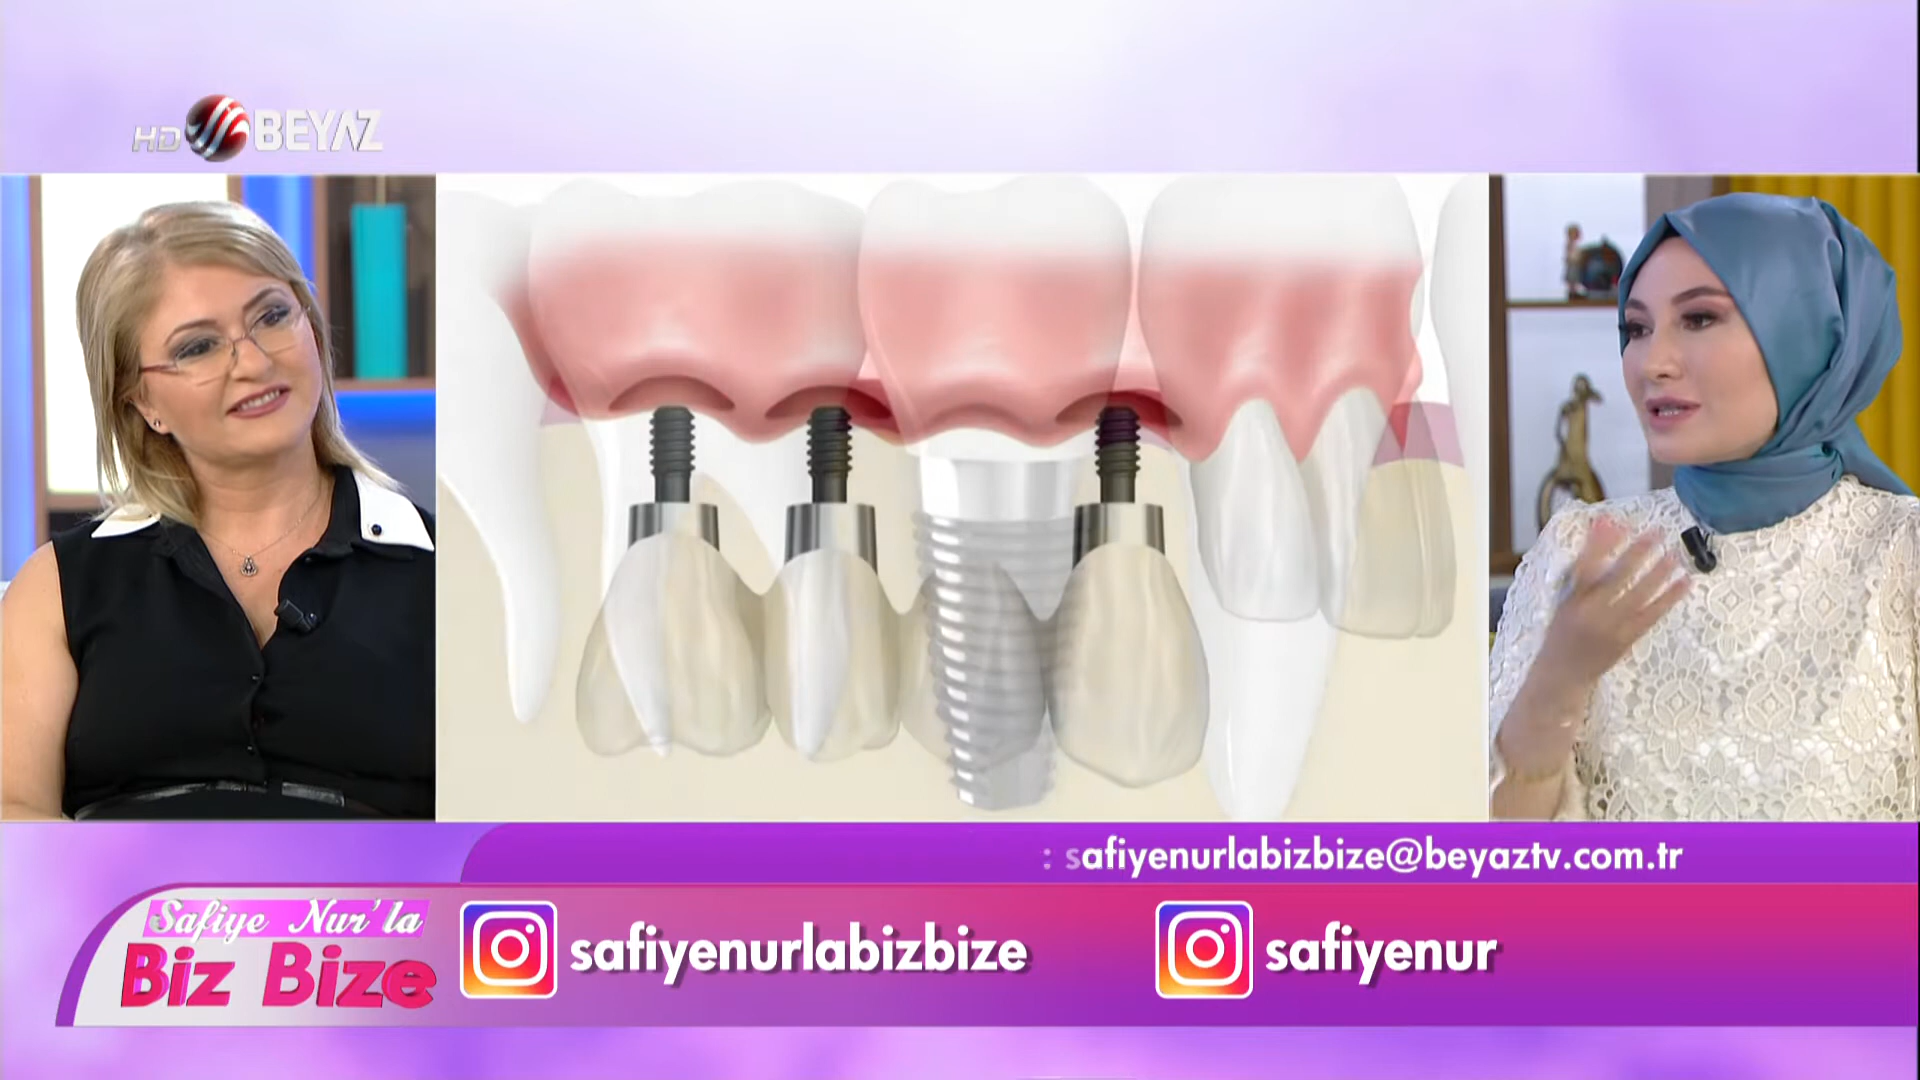 HD BEYAZ
: safiyenurlabizbize@beyaztv.com.tr
Safiye Nur'la
Biz Bize
safiyenurlabizbize
safiyenur